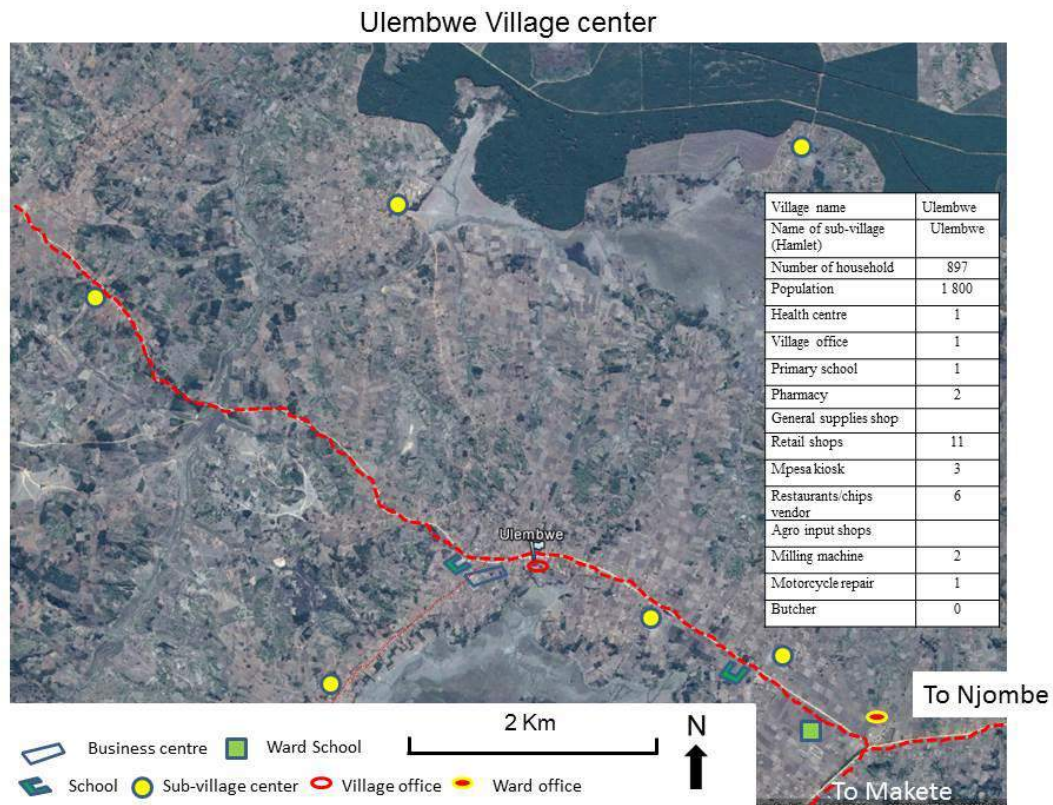 Ulembwe Village center
Village name Ulembwe
Name of sub-village Ulembwe
(Hamlet)
Number of household 897
Population 1 800
Health centre 1
Village office 1
Primary school 1
Pharmacy 2
General supplies shop
Retail shops 11
Mpesa kiosk 3
Restaurants/chips 6
vendor
Agro input shops
Milling machine 2
Motorcycle repair 1
Butcher 0
Ulembwe
To Njombe
To Makete
2 Km
N
Business centre
Ward School
School
Sub-village center
Village office
Ward office